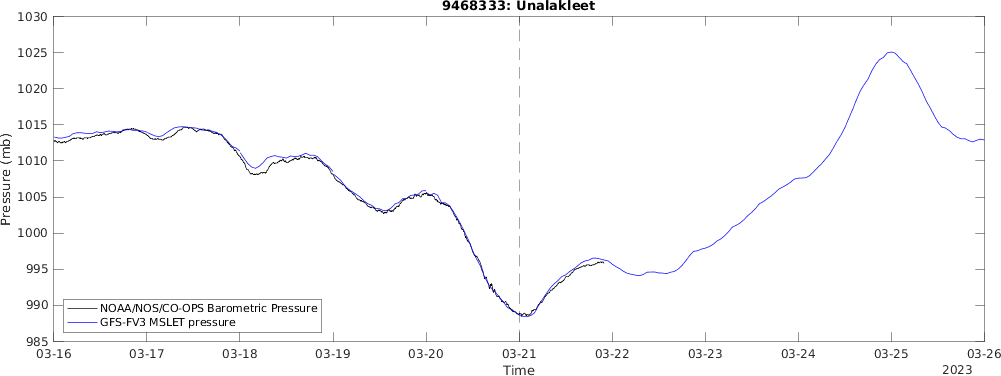 9468333: Unalakleet
1030
1025
1020
1015
1010
1005
1000
995
990
985
Pressure (mb)
NOAA/NOS/CO-OPS Barometric Pressure
GFS-FV3 MSLET pressure
03-16 03-17 03-18 03-19 03-20 03-21 03-22 03-23 03-24 03-25 03-26
Time
2023